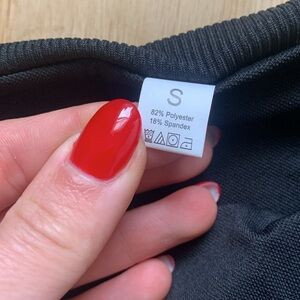 S
82% Polyester
18% Spandex